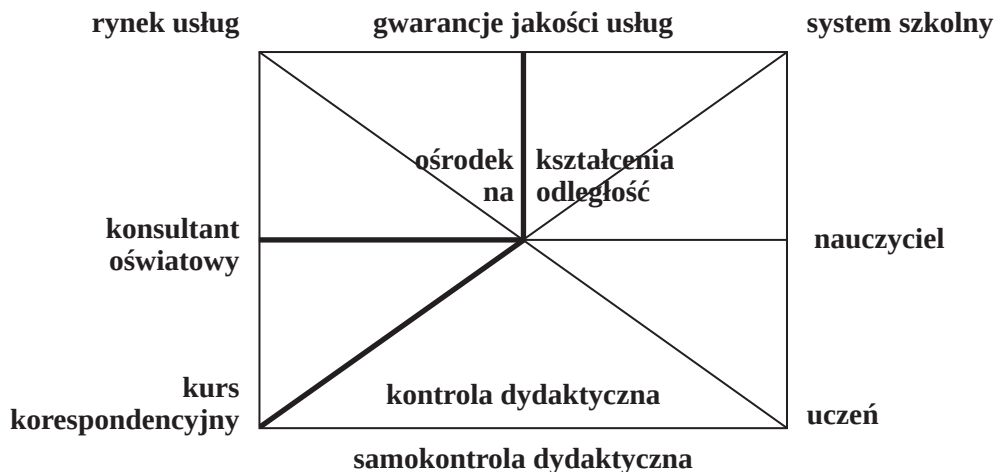 rynek usług
gwarancje jakości usług
system szkolny
ośrodek kształcenia
na odległość
konsultant
oświatowy
nauczyciel
kurs
korespondencyjny
kontrola dydaktyczna
uczeń
samokontrola dydaktyczna